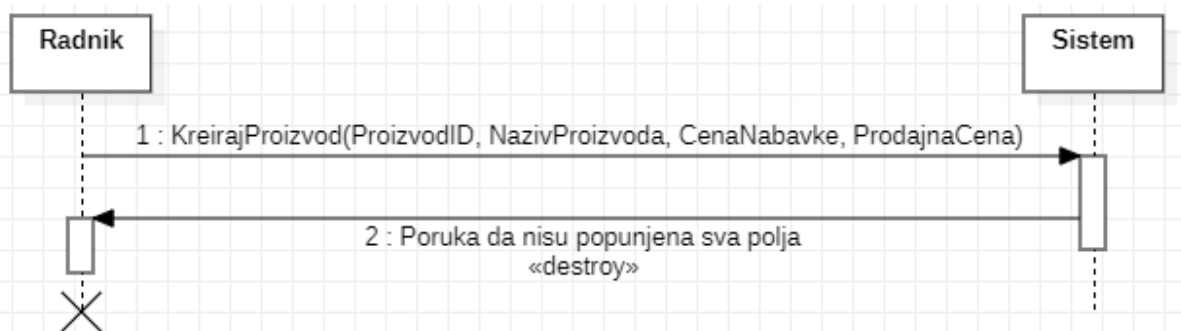 Radnik
Sistem
1 : KreirajProizvod(ProizvodID, NazivProizvoda, CenaNabavke, ProdajnaCena)
2 : Poruka da nisu popunjena sva polja
«destroy»